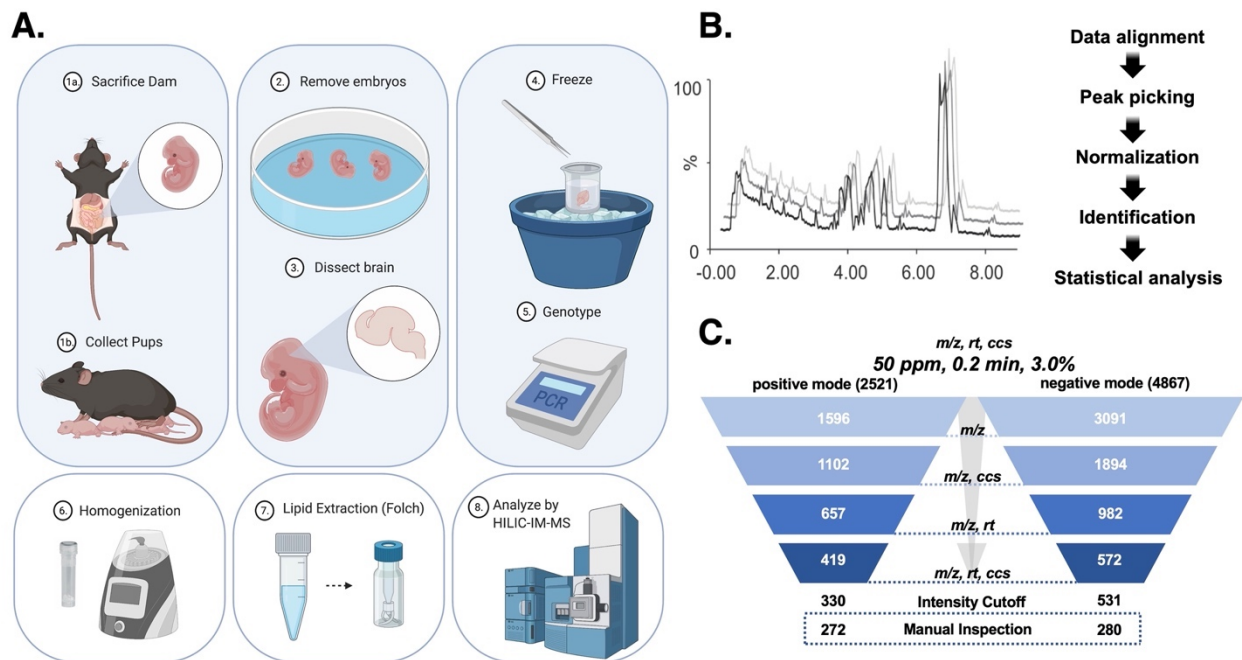 A.
1a. Sacrifice Dam
2. Remove embryos
4. Freeze
3. Dissect brain
5. Genotype
PCR
1b. Collect Pups
6. Homogenization
7. Lipid Extraction (Folch)
8. Analyze by
HILIC-IM-MS
B.
100
%
0
-0.00 2.00 4.00 6.00 8.00
Data alignment
Peak picking
Normalization
Identification
Statistical analysis
C.
m/z, rt, ccs
50 ppm, 0.2 min, 3.0%
positive mode (2521) negative mode (4867)
1596 3091
m/z
1102 1894
m/z, ccs
657 982
m/z, rt
419 572
m/z, rt, ccs
330 Intensity Cutoff 531
272 Manual Inspection 280